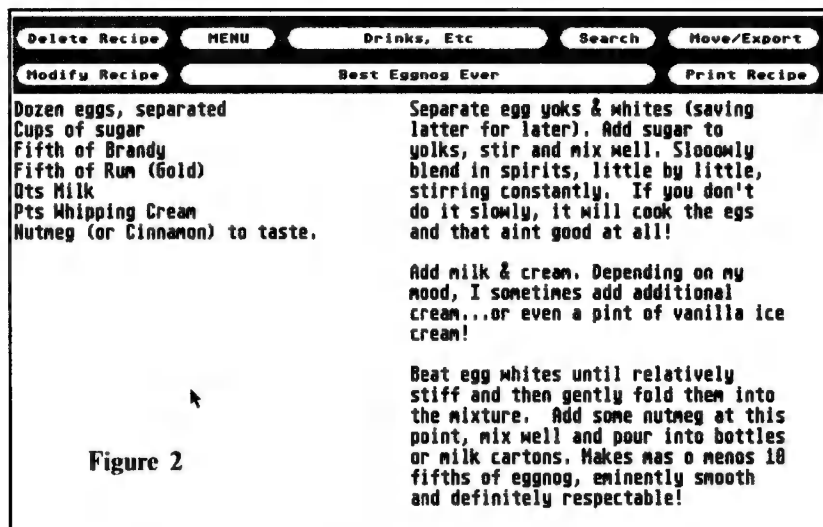 Delete Recipe MENU Drinks, Etc Search Move/Export
Modify Recipe Best Eggnog Ever Print Recipe
Dozen eggs, separated
Cups of sugar
Fifth of Brandy
Fifth of Rum (Gold)
Qts Milk
Pts Whipping Cream
Nutmeg (or Cinnamon) to taste.
Separate egg yoks & whites (saving
latter for later). Add sugar to
yolks, stir and mix well. Slooowly
blend in spirits, little by little,
stirring constantly. If you don't
do it slowly, it will cook the egs
and that aint good at all!
Add milk & cream. Depending on my
mood, I sometimes add additional
cream...or even a pint of vanilla ice
cream!
Beat egg whites until relatively
stiff and then gently fold them into
the mixture. Add some nutmeg at this
point, mix well and pour into bottles
or milk cartons. Makes mas o menos 10
fifths of eggnog, eminently smooth
and definitely respectable!
Figure 2